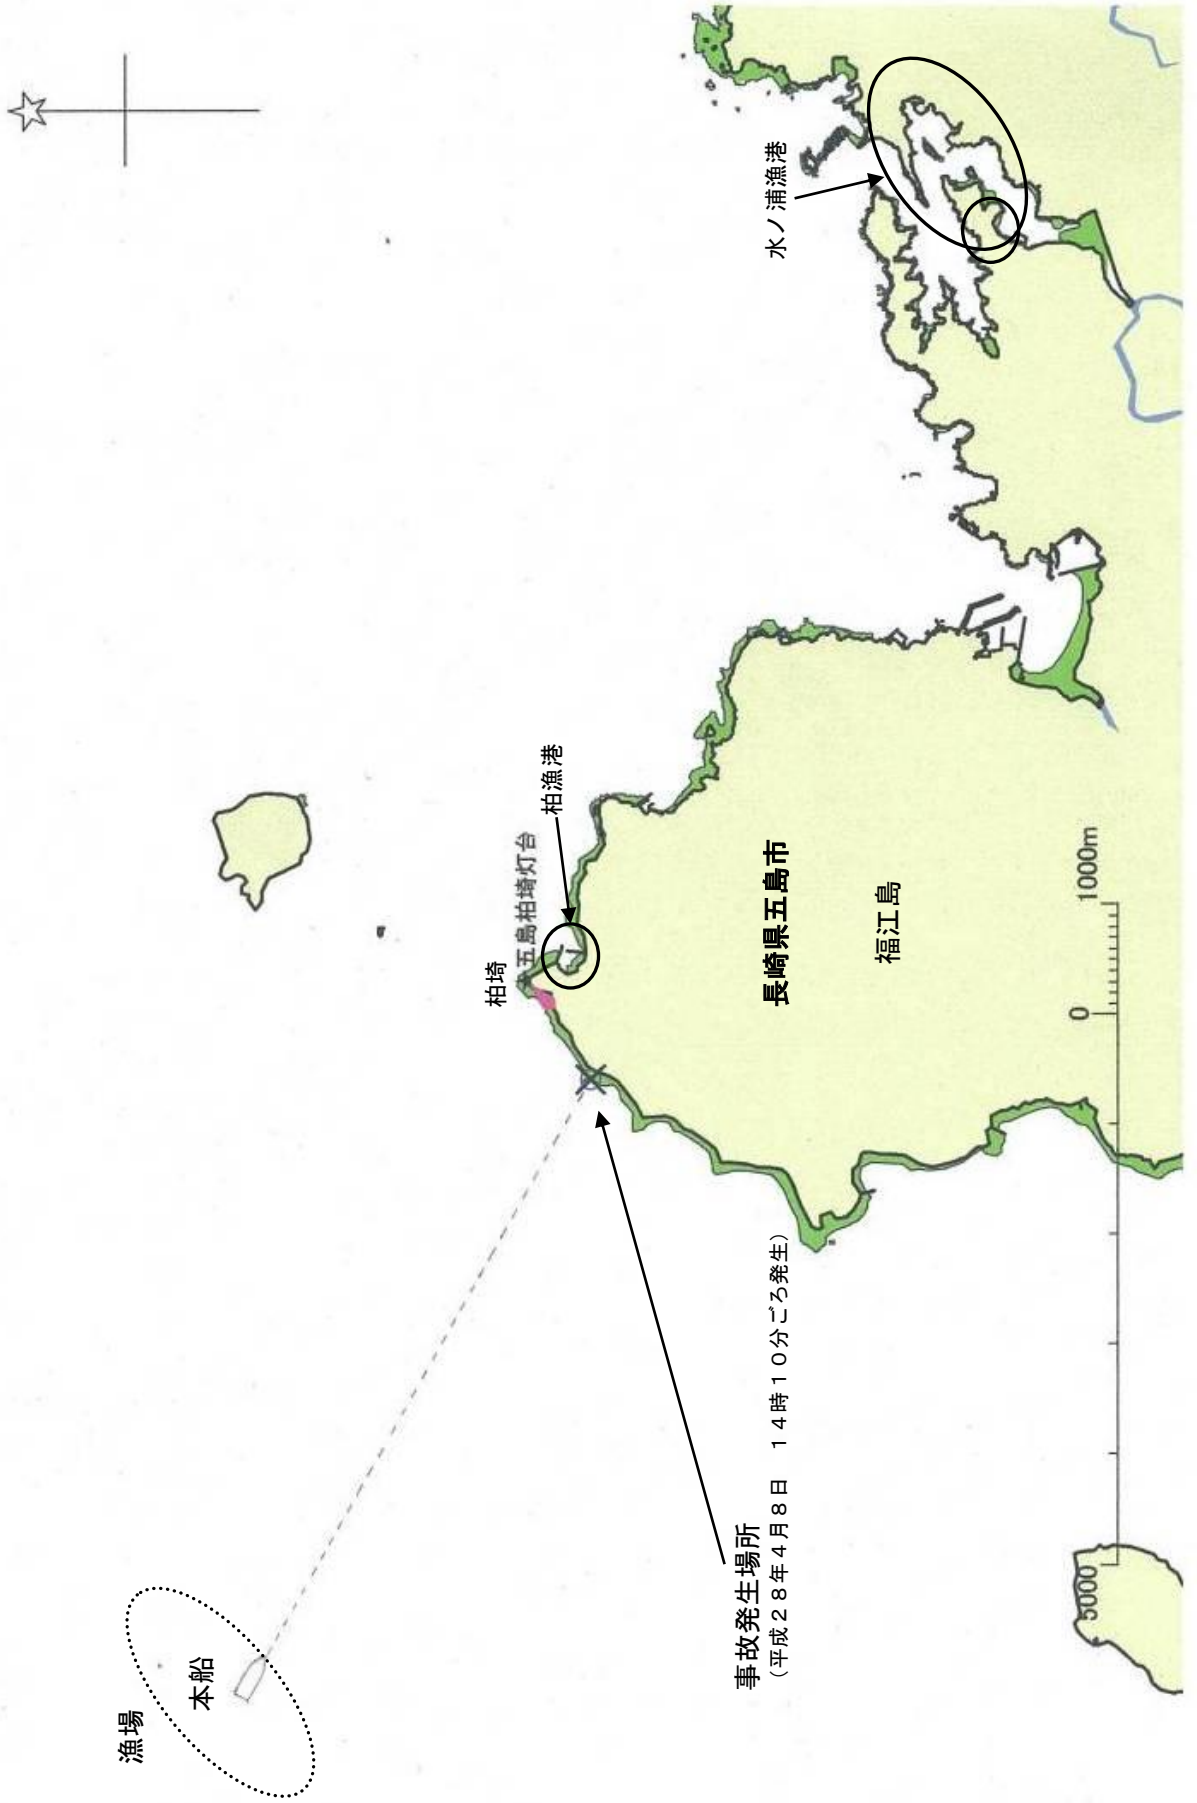 漁場
本船
柏埼
五島柏埼灯台
柏漁港
水ノ浦漁港
事故発生場所
（平成２８年４月８日　１４時１０分ごろ発生）
長崎県五島市
福江島
5000
0
1000m